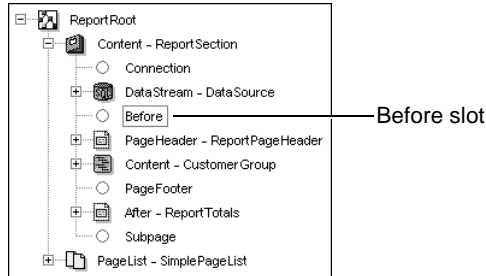 ReportRoot
Content - ReportSection
Connection
DataStream - DataSource
Before
Before slot
PageHeader - ReportPageHeader
Content - CustomerGroup
PageFooter
After - ReportTotals
Subpage
PageList - SimplePageList